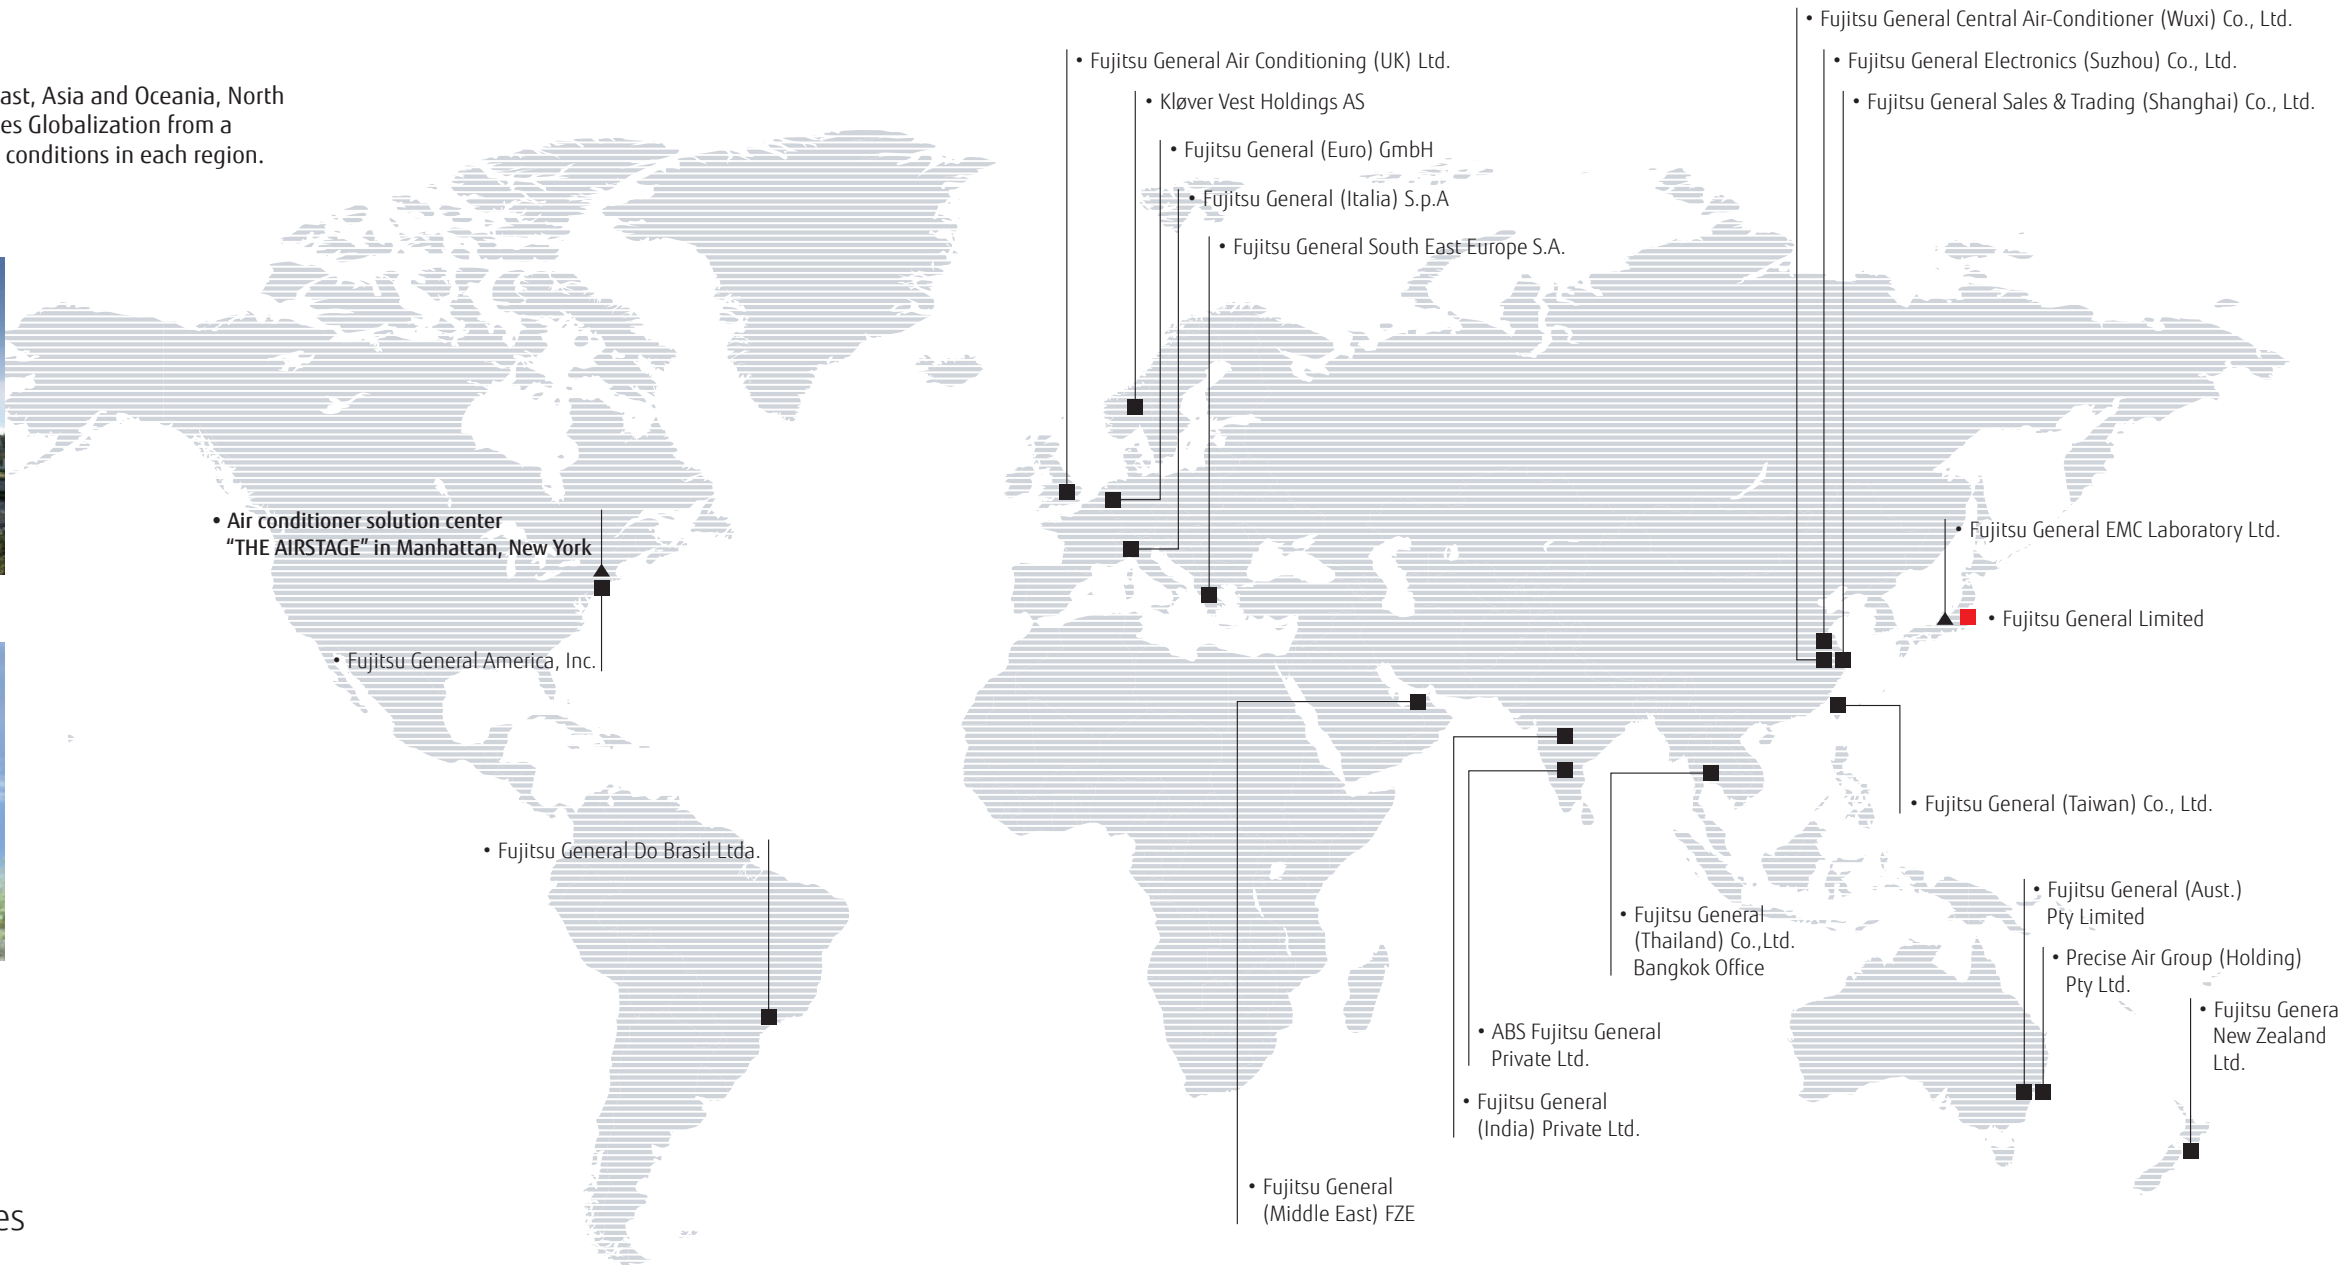 ast, Asia and Oceania, North
es Globalization from a
conditions in each region.
• Fujitsu General Central Air-Conditioner (Wuxi) Co., Ltd.
• Fujitsu General Air Conditioning (UK) Ltd.
• Fujitsu General Electronics (Suzhou) Co., Ltd.
• Kløver Vest Holdings AS
• Fujitsu General Sales & Trading (Shanghai) Co., Ltd.
• Fujitsu General (Euro) GmbH
• Fujitsu General (Italia) S.p.A
• Fujitsu General South East Europe S.A.
• Air conditioner solution center
“THE AIRSTAGE” in Manhattan, New York
• Fujitsu General EMC Laboratory Ltd.
• Fujitsu General Limited
• Fujitsu General America, Inc.
• Fujitsu General (Taiwan) Co., Ltd.
• Fujitsu General Do Brasil Ltda.
• Fujitsu General (Aust.)
Pty Limited
• Fujitsu General
(Thailand) Co.,Ltd.
Bangkok Office
• Precise Air Group (Holding)
Pty Ltd.
• Fujitsu Genera
New Zealand
Ltd.
• ABS Fujitsu General
Private Ltd.
• Fujitsu General
(India) Private Ltd.
• Fujitsu General
(Middle East) FZE
es